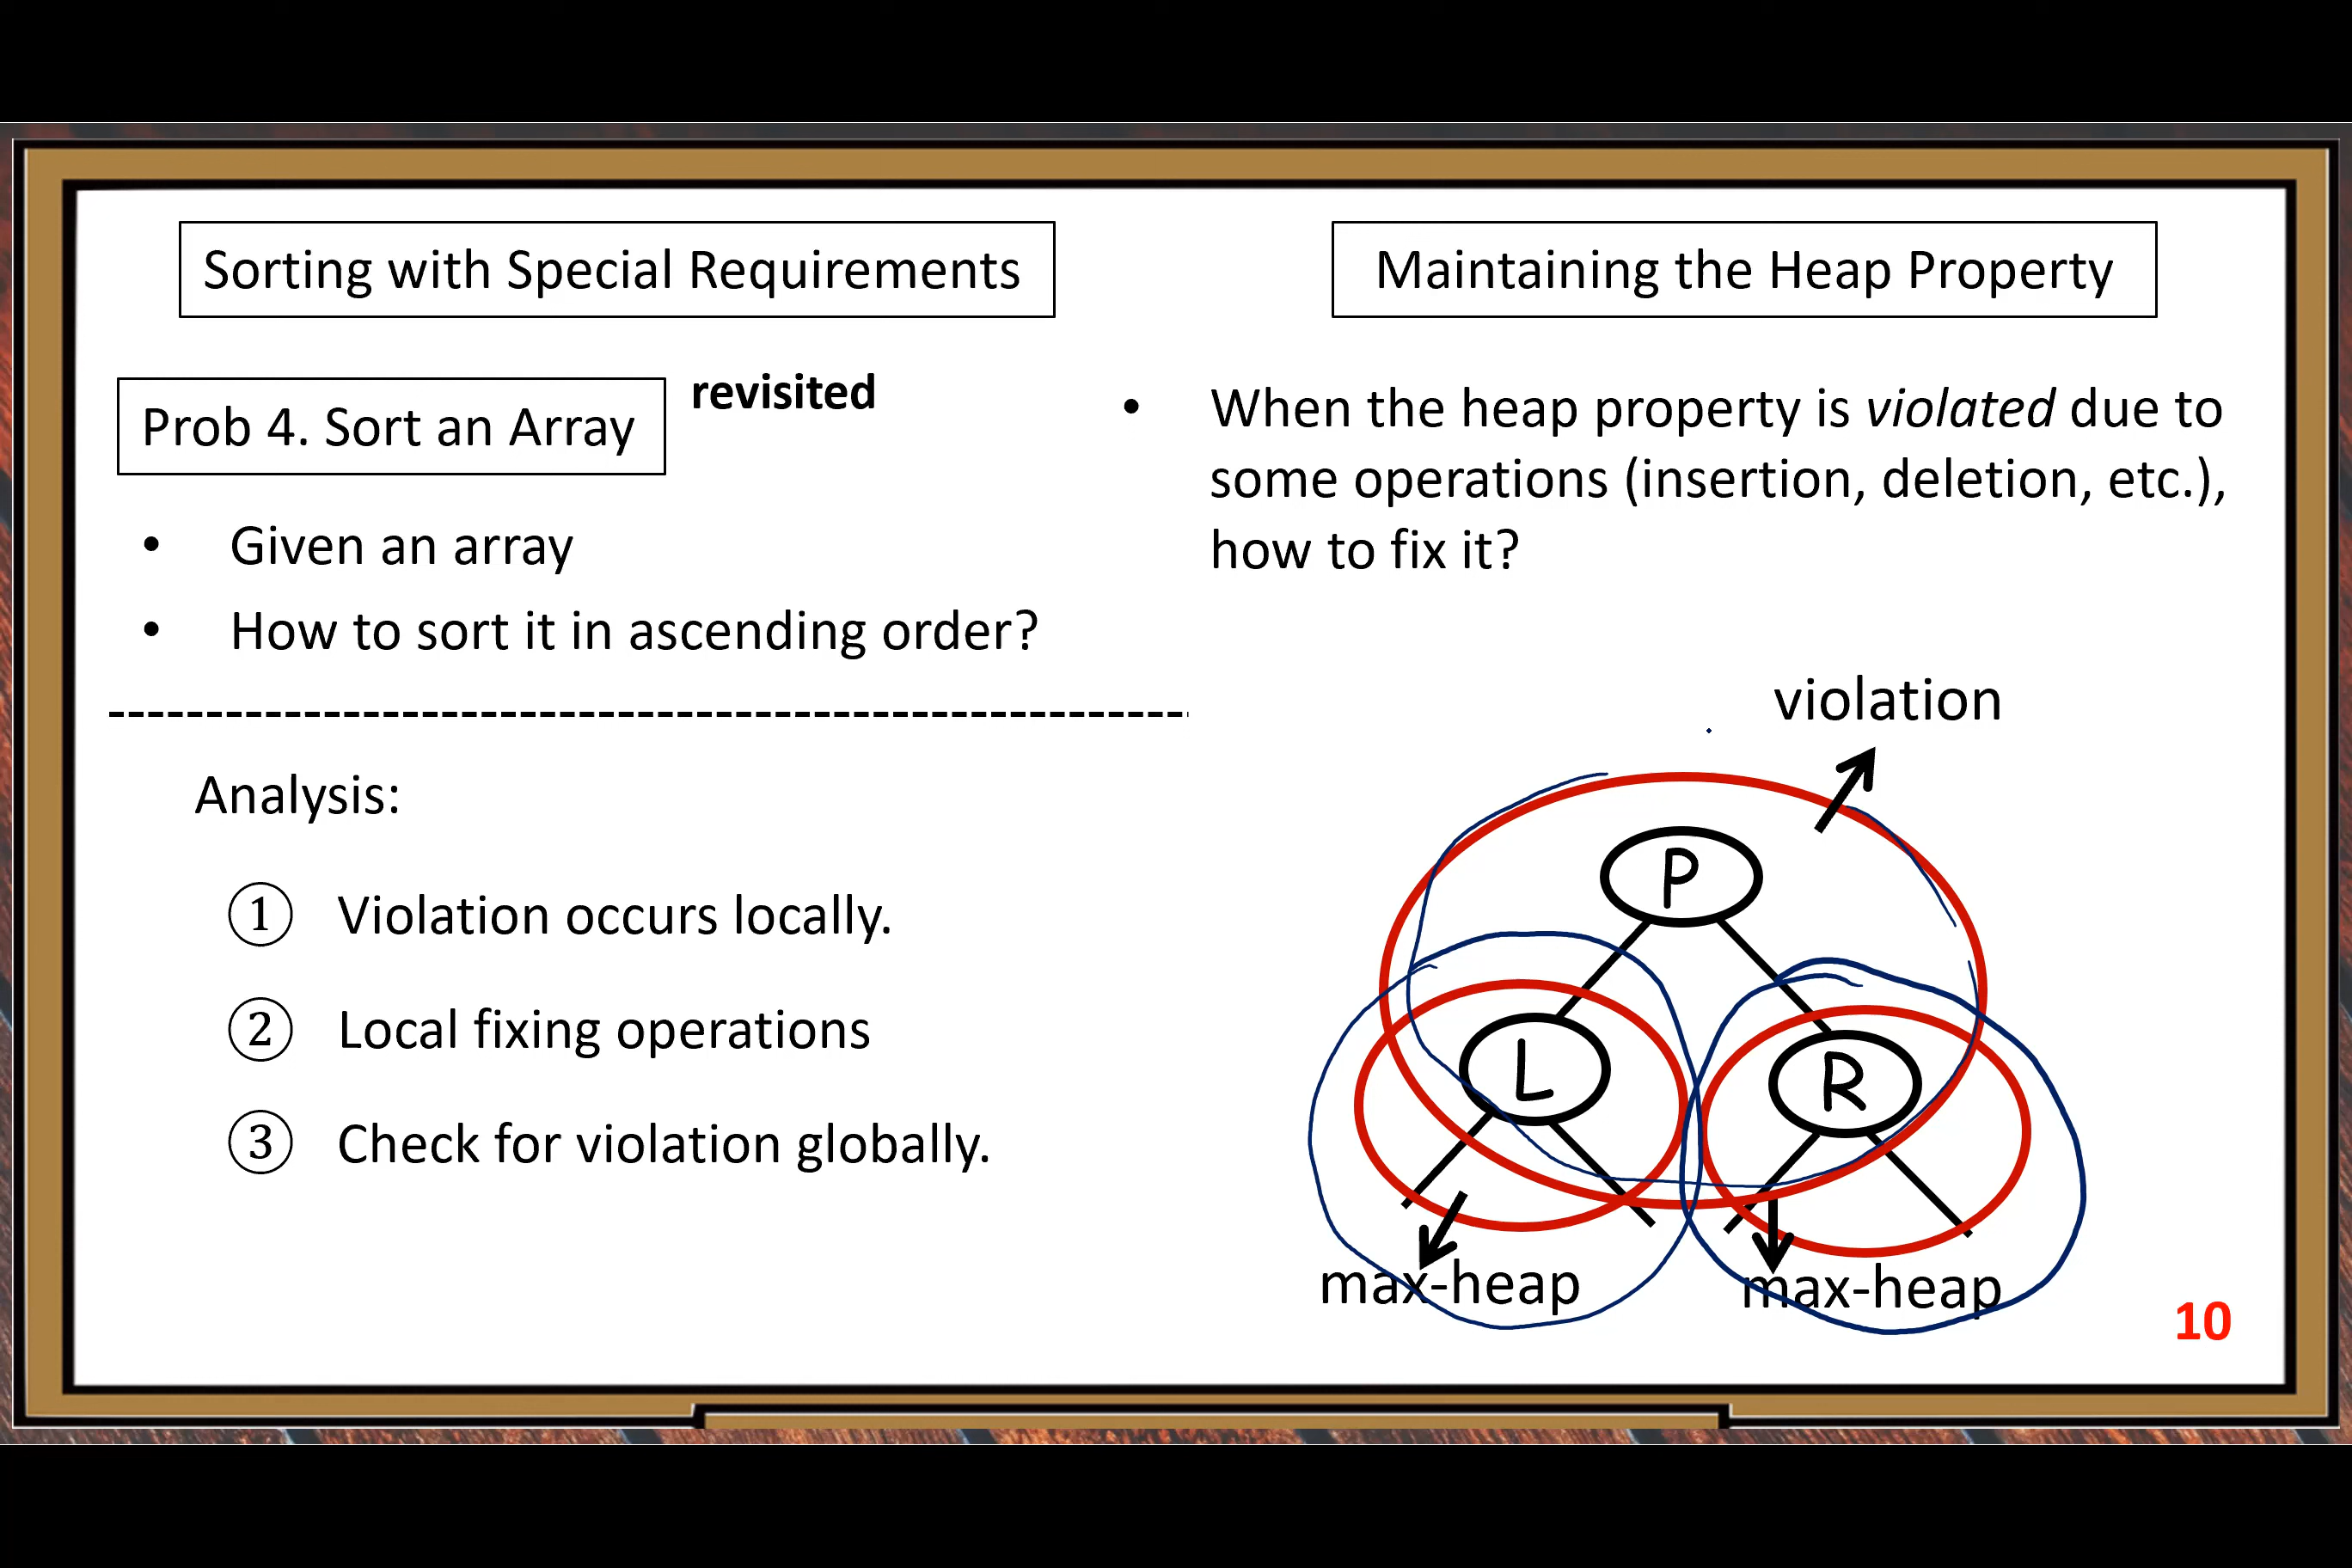 Sorting with Special Requirements
Prob 4. Sort an Array
revisited
• Given an array
• How to sort it in ascending order?
Analysis:
① Violation occurs locally.
② Local fixing operations
③ Check for violation globally.
Maintaining the Heap Property
• When the heap property is violated due to
some operations (insertion, deletion, etc.),
how to fix it?
violation
P
L
R
max-heap
max-heap
10